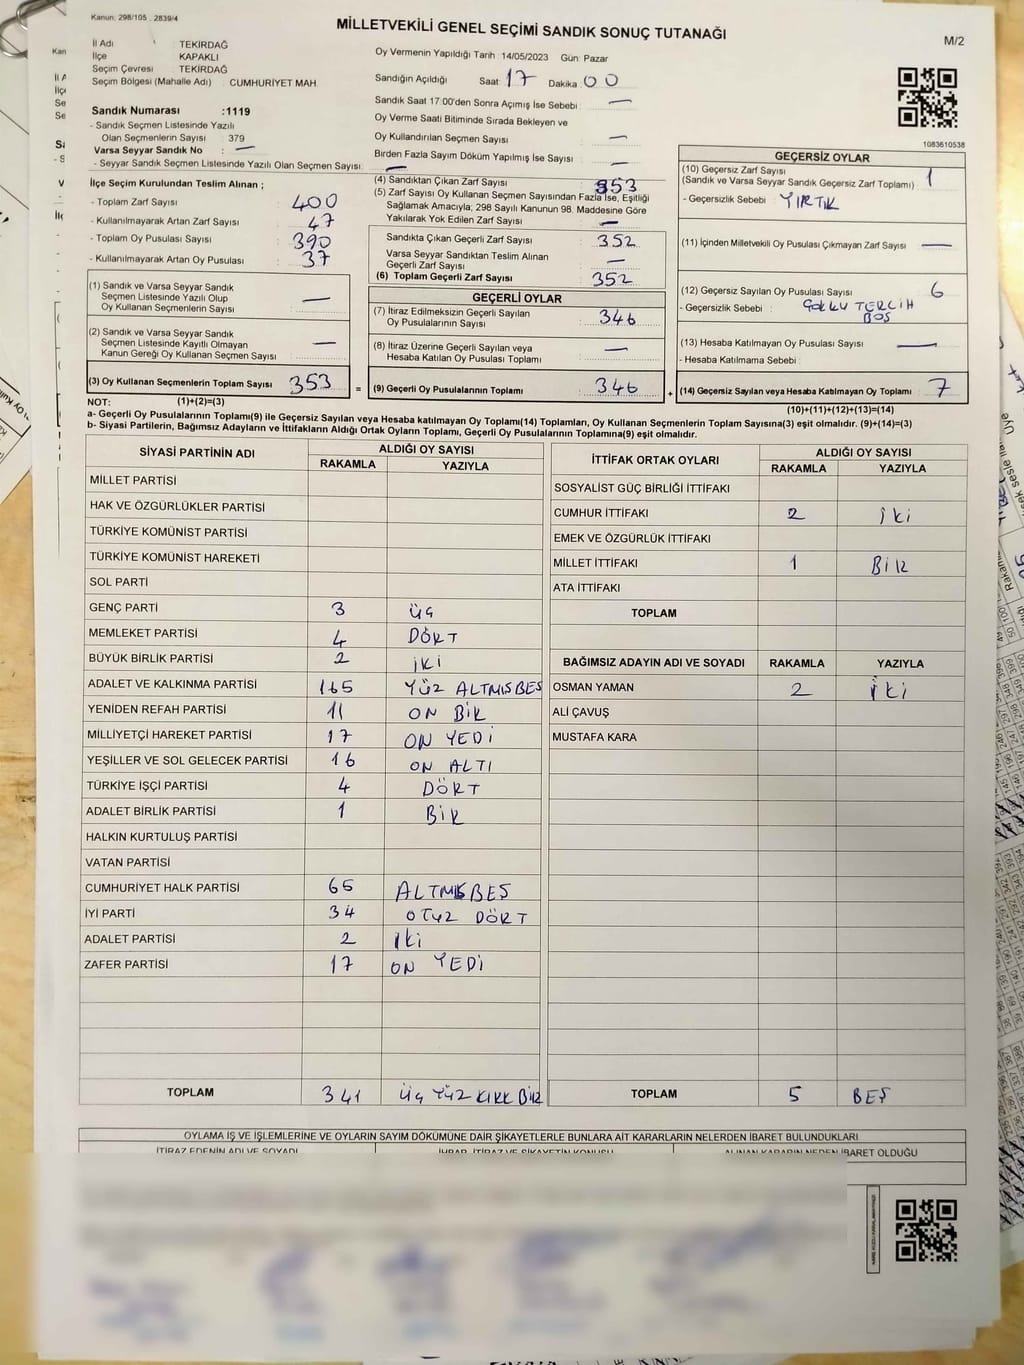 Kanun: 298/105 . 2839/4
MİLLETVEKİLİ GENEL SEÇİMİ SANDIK SONUÇ TUTANAĞI
M/2
İl Adı : TEKİRDAĞ
İlçe KAPAKLI
Seçim Çevresi : TEKİRDAĞ
Seçim Bölgesi (Mahalle Adı) : CUMHURİYET MAH.
Sandık Numarası :1119
- Sandık Seçmen Listesinde Yazılı
Olan Seçmenlerin Sayısı : 379
Varsa Seyyar Sandık No : —
- Seyyar Sandık Seçmen Listesinde Yazılı Olan Seçmen Sayısı: —
İlçe Seçim Kurulundan Teslim Alınan ;
- Toplam Zarf Sayısı : 400
- Kullanılmayarak Artan Zarf Sayısı : 47
- Toplam Oy Pusulası Sayısı : 390
- Kullanılmayarak Artan Oy Pusulası : 37
(1) Sandık ve Varsa Seyyar Sandık
Seçmen Listesinde Yazılı Olup
Oy Kullanan Seçmenlerin Sayısı : —
(2) Sandık ve Varsa Seyyar Sandık
Seçmen Listesinde Kayıtlı Olmayan
Kanun Gereği Oy Kullanan Seçmen Sayısı : —
(3) Oy Kullanan Seçmenlerin Toplam Sayısı : 353
Oy Vermenin Yapıldığı Tarih : 14/05/2023 Gün: Pazar
Sandığın Açıldığı Saat: 17 Dakika : 00
Sandık Saat 17.00'den Sonra Açılmış İse Sebebi : —
Oy Verme Saati Bitiminde Sırada Bekleyen ve
Oy Kullandırılan Seçmen Sayısı : —
Birden Fazla Sayım Döküm Yapılmış İse Sayısı : —
(4) Sandıktan Çıkan Zarf Sayısı : 353
(5) Zarf Sayısı Oy Kullanan Seçmen Sayısından Fazla İse, Eşitliği
Sağlamak Amacıyla; 298 Sayılı Kanunun 98. Maddesine Göre
Yakılarak Yok Edilen Zarf Sayısı : —
Sandıkta Çıkan Geçerli Zarf Sayısı : 352
Varsa Seyyar Sandıktan Teslim Alınan
Geçerli Zarf Sayısı : —
(6) Toplam Geçerli Zarf Sayısı : 352
GEÇERLİ OYLAR
(7) İtiraz Edilmeksizin Geçerli Sayılan
Oy Pusulalarının Sayısı : 346
(8) İtiraz Üzerine Geçerli Sayılan veya
Hesaba Katılan Oy Pusulası Toplamı : —
= (9) Geçerli Oy Pusulalarının Toplamı : 346
1083610538
GEÇERSİZ OYLAR
(10) Geçersiz Zarf Sayısı
(Sandık ve Varsa Seyyar Sandık Geçersiz Zarf Toplamı) : 1
- Geçersizlik Sebebi : YIRTIK
(11) İçinden Milletvekili Oy Pusulası Çıkmayan Zarf Sayısı : —
(12) Geçersiz Sayılan Oy Pusulası Sayısı : 6
- Geçersizlik Sebebi : ÇOKLU TERCİH
BOŞ
(13) Hesaba Katılmayan Oy Pusulası Sayısı : —
- Hesaba Katılmama Sebebi :
+ (14) Geçersiz Sayılan veya Hesaba Katılmayan Oy Toplamı : 7
NOT: (1)+(2)=(3)
(10)+(11)+(12)+(13)=(14)
a- Geçerli Oy Pusulalarının Toplamı(9) ile Geçersiz Sayılan veya Hesaba katılmayan Oy Toplamı(14) Toplamları, Oy Kullanan Seçmenlerin Toplam Sayısına(3) eşit olmalıdır. (9)+(14)=(3)
b- Siyasi Partilerin, Bağımsız Adayların ve İttifakların Aldığı Ortak Oyların Toplamı, Geçerli Oy Pusulalarının Toplamına(9) eşit olmalıdır.
SİYASİ PARTİNİN ADI ALDIĞI OY SAYISI
RAKAMLA YAZIYLA
MİLLET PARTİSİ
HAK VE ÖZGÜRLÜKLER PARTİSİ
TÜRKİYE KOMÜNİST PARTİSİ
TÜRKİYE KOMÜNİST HAREKETİ
SOL PARTİ
GENÇ PARTİ 3 ÜÇ
MEMLEKET PARTİSİ 4 DÖRT
BÜYÜK BİRLİK PARTİSİ 2 İKİ
ADALET VE KALKINMA PARTİSİ 165 YÜZ ALTMIŞBEŞ
YENİDEN REFAH PARTİSİ 11 ON BİR
MİLLİYETÇİ HAREKET PARTİSİ 17 ON YEDİ
YEŞİLLER VE SOL GELECEK PARTİSİ 16 ON ALTI
TÜRKİYE İŞÇİ PARTİSİ 4 DÖRT
ADALET BİRLİK PARTİSİ 1 BİR
HALKIN KURTULUŞ PARTİSİ
VATAN PARTİSİ
CUMHURİYET HALK PARTİSİ 65 ALTMIŞBEŞ
İYİ PARTİ 34 OTUZ DÖRT
ADALET PARTİSİ 2 İKİ
ZAFER PARTİSİ 17 ON YEDİ
TOPLAM 341 ÜÇ YÜZ KIRK BİR
İTTİFAK ORTAK OYLARI ALDIĞI OY SAYISI
RAKAMLA YAZIYLA
SOSYALİST GÜÇ BİRLİĞİ İTTİFAKI
CUMHUR İTTİFAKI 2 İKİ
EMEK VE ÖZGÜRLÜK İTTİFAKI
MİLLET İTTİFAKI 1 BİR
ATA İTTİFAKI
TOPLAM
BAĞIMSIZ ADAYIN ADI VE SOYADI RAKAMLA YAZIYLA
OSMAN YAMAN 2 İKİ
ALİ ÇAVUŞ
MUSTAFA KARA
TOPLAM 5 BEŞ
OYLAMA İŞ VE İŞLEMLERİNE VE OYLARIN SAYIM DÖKÜMÜNE DAİR ŞİKAYETLERLE BUNLARA AİT KARARLARIN NELERDEN İBARET BULUNDUKLARI
İTİRAZ EDENİN ADI VE SOYADI İHBAR, İTİRAZ VE ŞİKAYETİN KONUSU ALINAN KARARIN NEDEN İBARET OLDUĞU